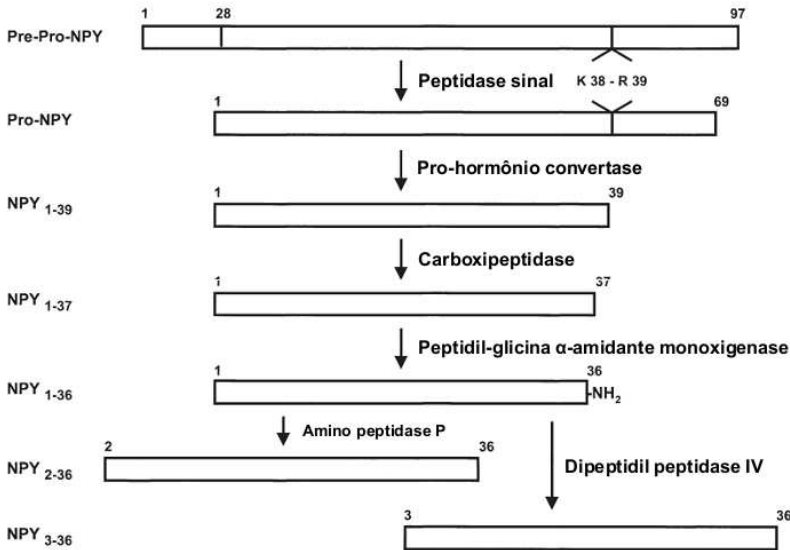 1 28 97
Pre-Pro-NPY
Peptidase sinal K 38 - R 39
1 69
Pro-NPY
Pro-hormônio convertase
1 39
NPY 1-39
Carboxipeptidase
1 37
NPY 1-37
Peptidil-glicina α-amidante monoxigenase
1 36
NPY 1-36 -NH2
Amino peptidase P
2 36
NPY 2-36
Dipeptidil peptidase IV
3 36
NPY 3-36